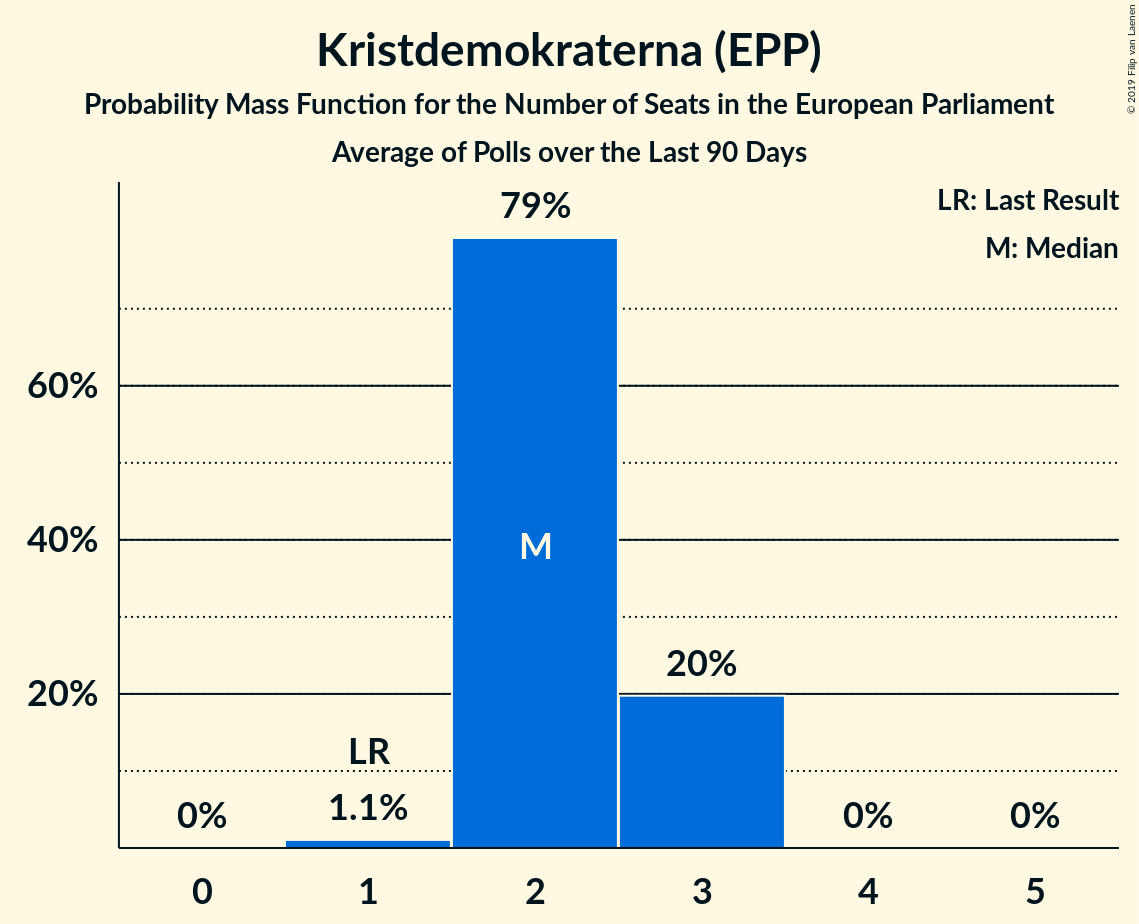 Kristdemokraterna (EPP)
Probability Mass Function for the Number of Seats in the European Parliament
Average of Polls over the Last 90 Days
© 2019 Filip van Laenen
LR: Last Result
M: Median
79%
60%
40%
M
20%
20%
LR
0%
1.1%
0%
0%
0
1
2
3
4
5